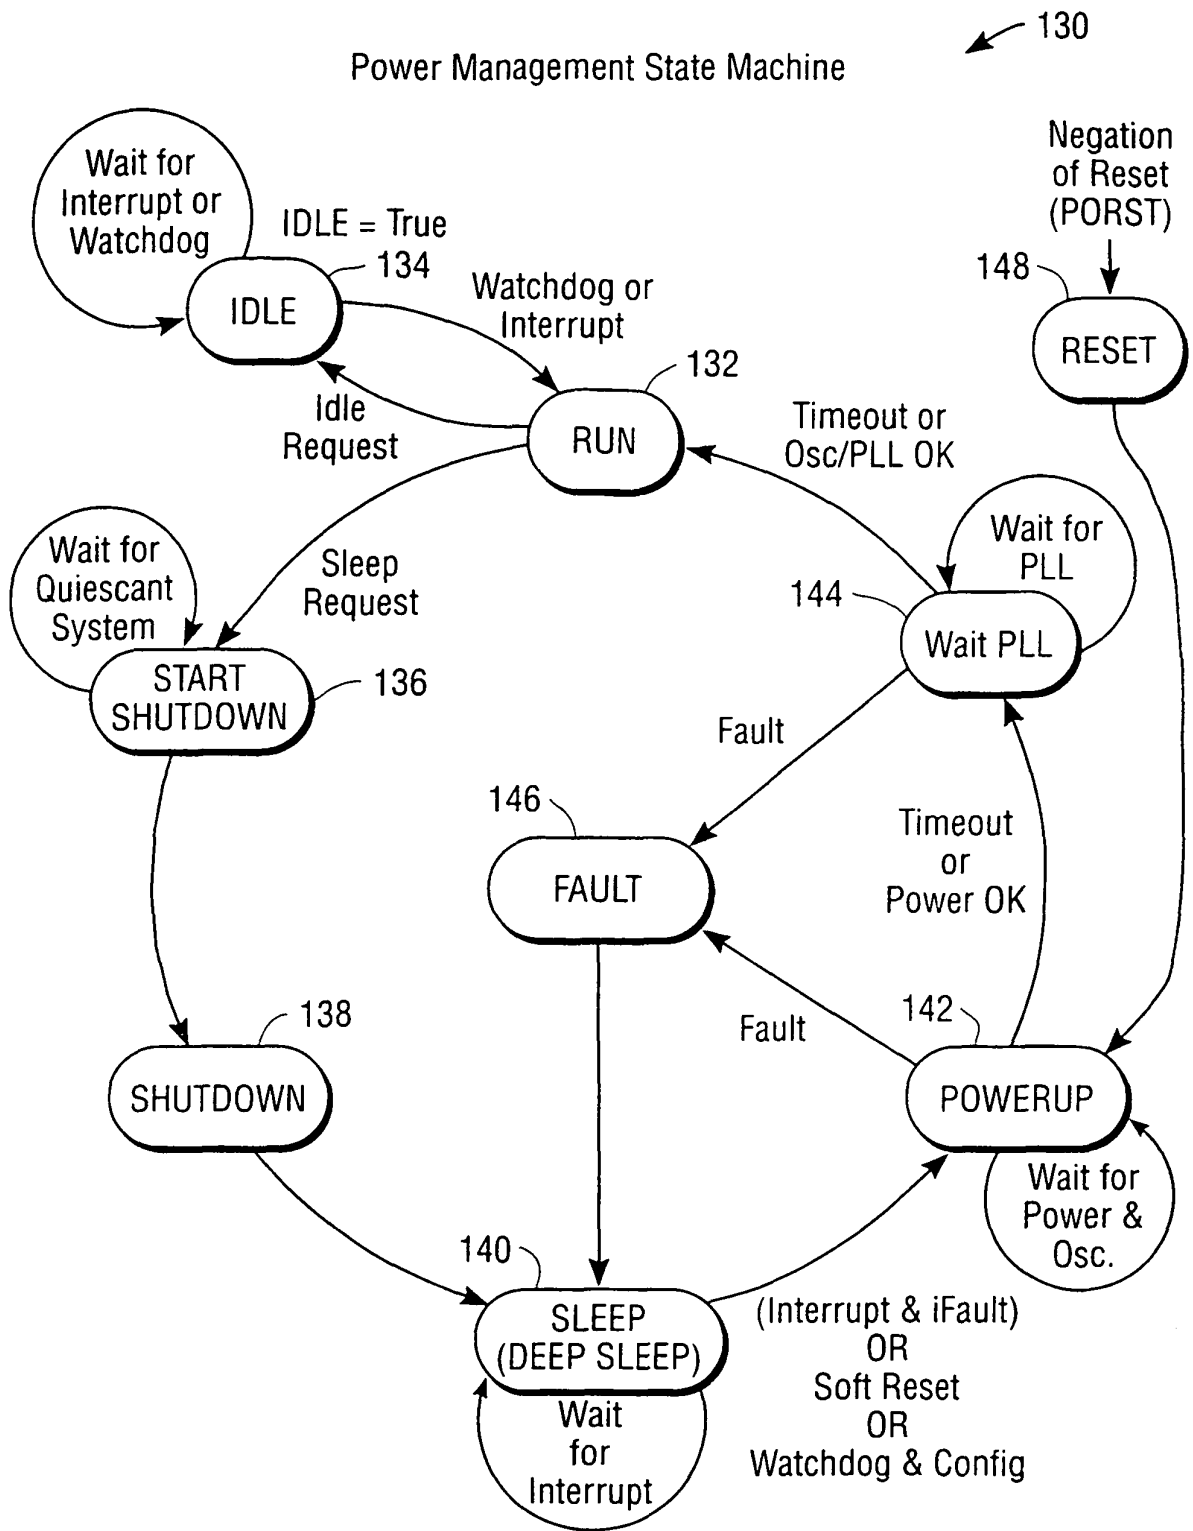 130
Power Management State Machine
Negation
of Reset
(PORST)
148
RESET
Wait for
Interrupt or
Watchdog
IDLE = True
134
IDLE
Watchdog or
Interrupt
132
Idle
Request
RUN
Timeout or
Osc/PLL OK
Wait for
PLL
144
Wait PLL
Wait for
Quiescant
System
Sleep
Request
START
SHUTDOWN
136
Fault
146
FAULT
Timeout
or
Power OK
138
SHUTDOWN
Fault
142
POWERUP
Wait for
Power &
Osc.
140
SLEEP
(DEEP SLEEP)
Wait
for
Interrupt
(Interrupt & iFault)
OR
Soft Reset
OR
Watchdog & Config